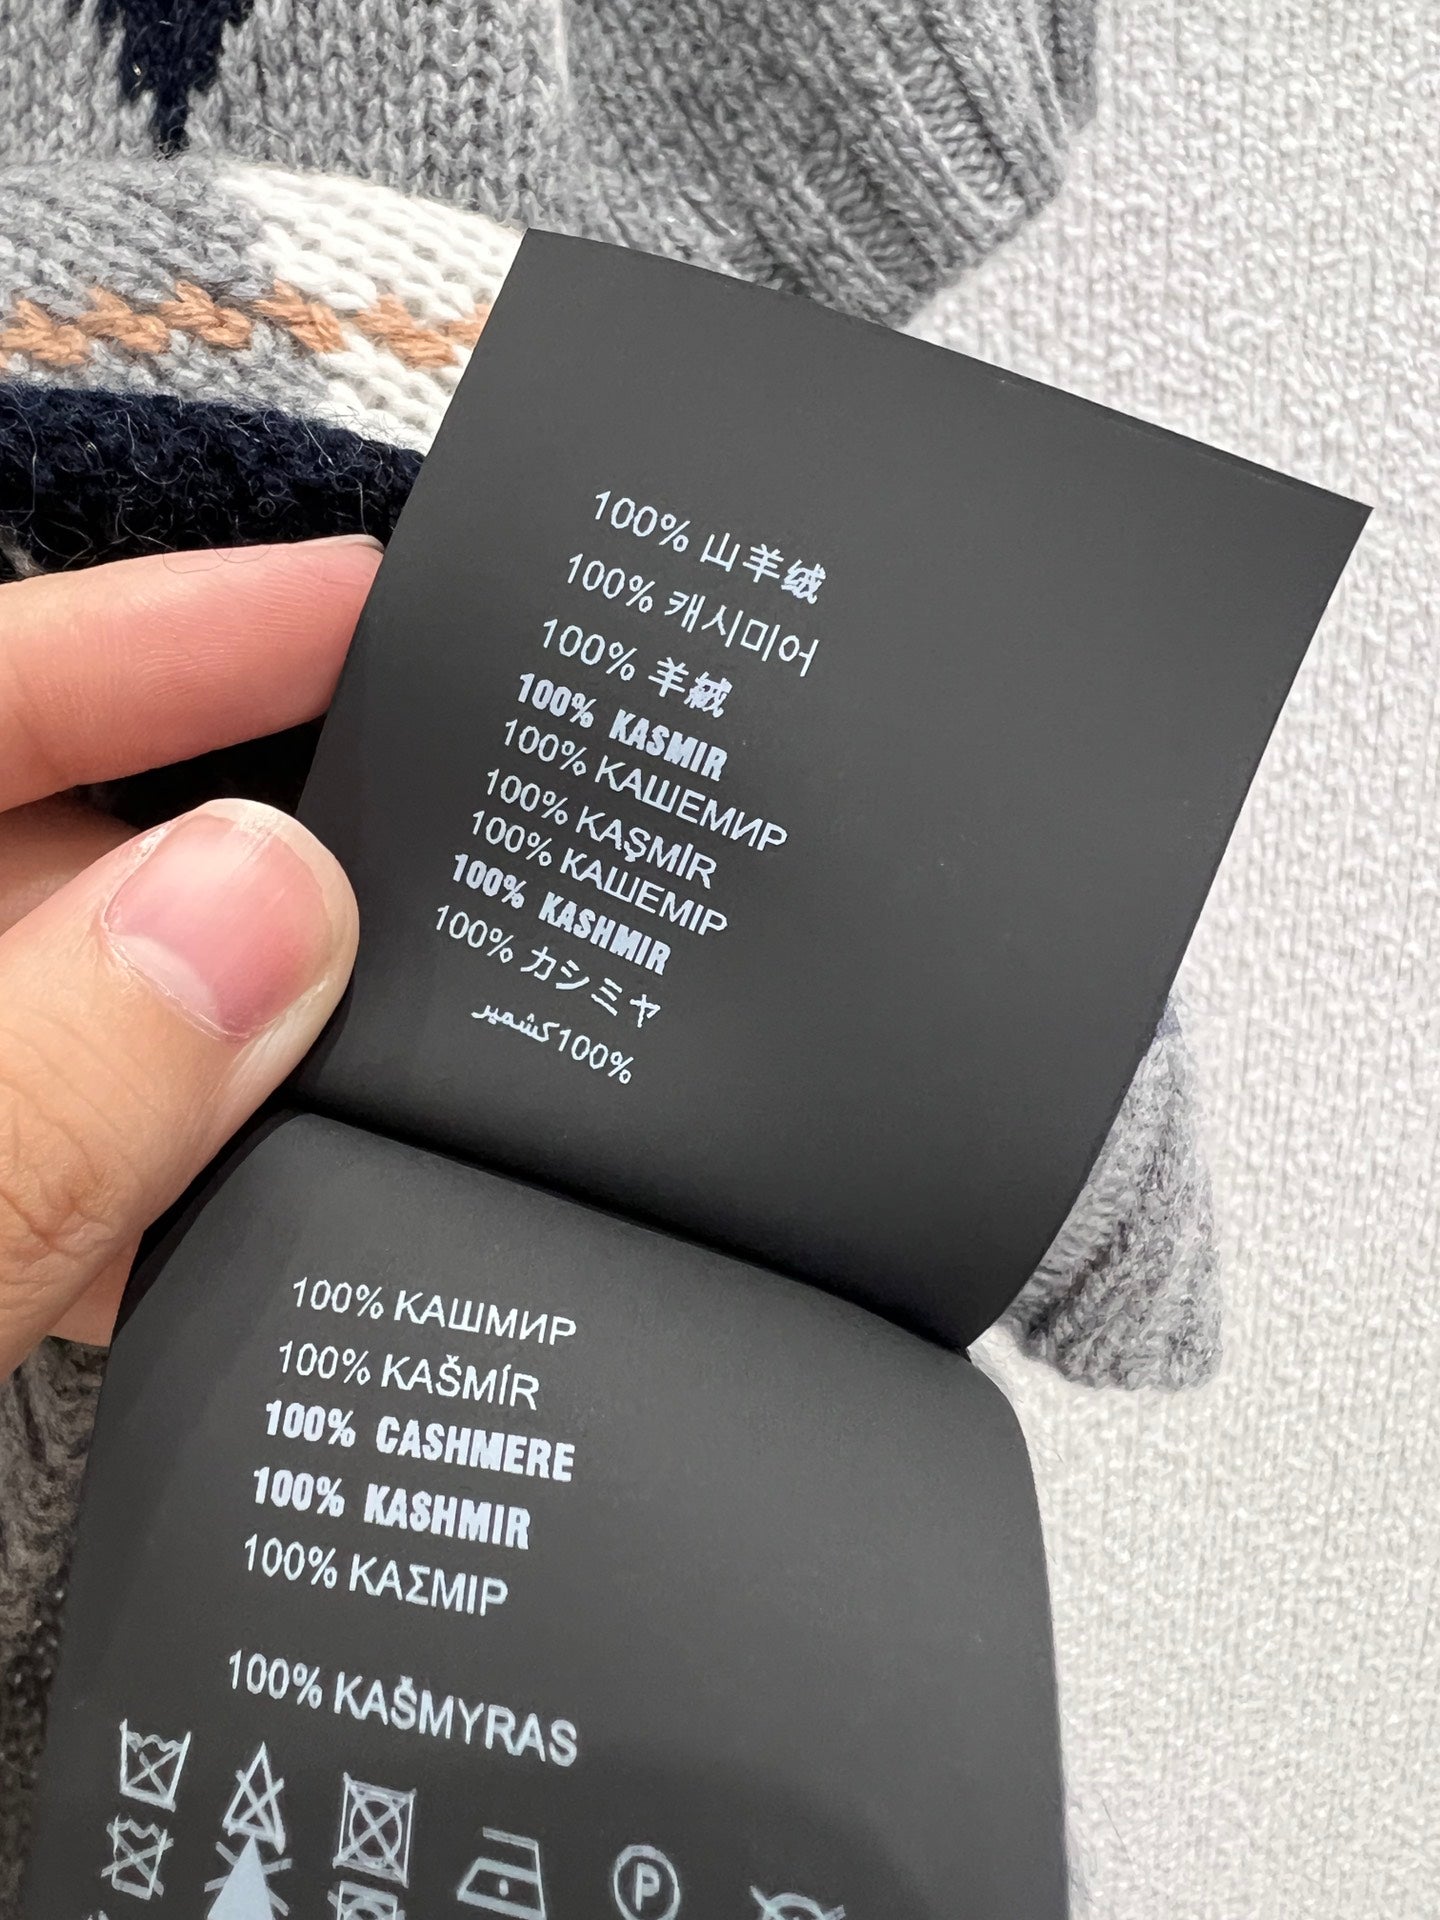 100% 山羊绒
100% 캐시미어
100% 羊絨
100% KASMIR
100% КАШЕМИР
100% KAŞMİR
100% КАШЕМІР
100% KASHMIR
100% カシミヤ
100% کشمیر
100% КАШМИР
100% KAŠMÍR
100% CASHMERE
100% KASHMIR
100% ΚΑΣΜΙΡ
100% KAŠMYRAS
P